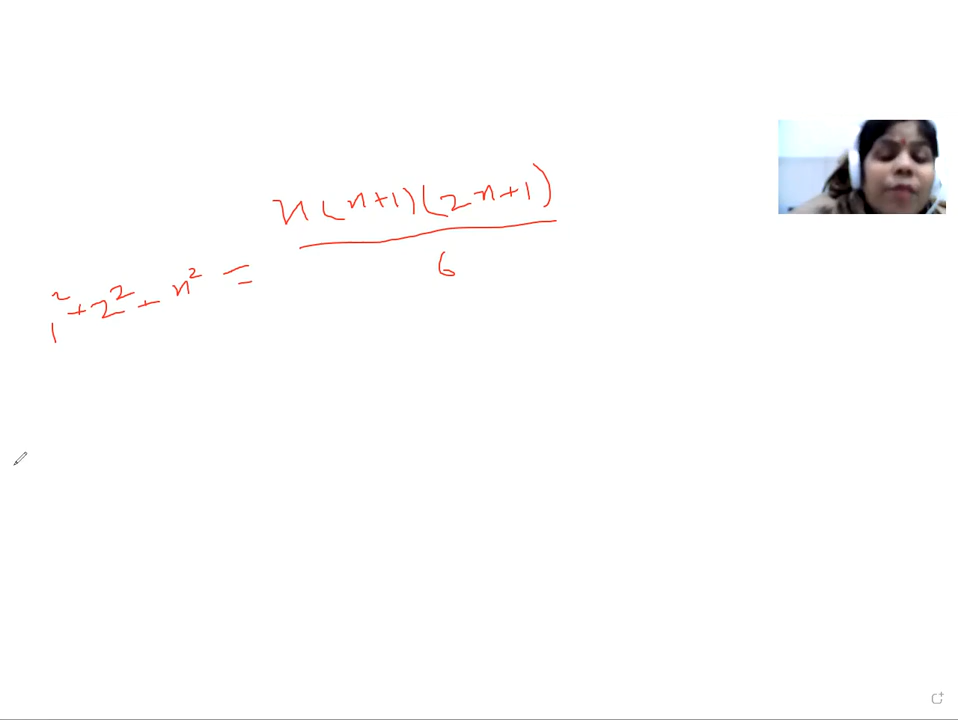 1² + 2² + n² = n(n+1)(2n+1)
6